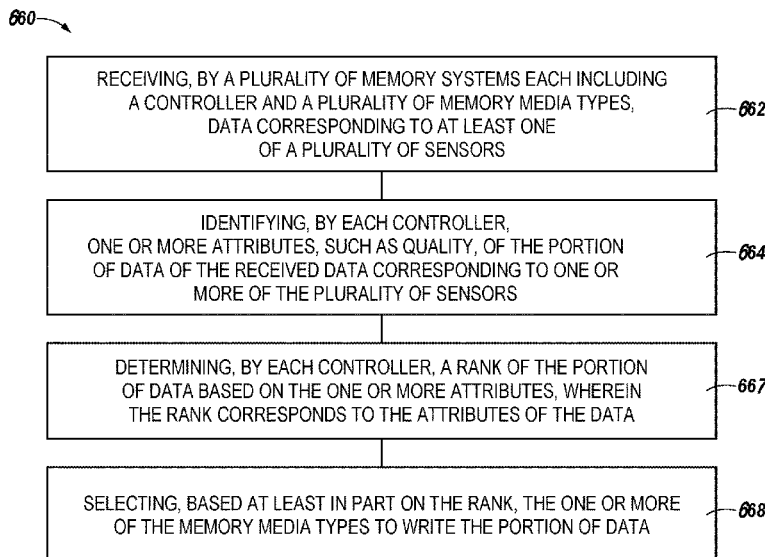 660
RECEIVING, BY A PLURALITY OF MEMORY SYSTEMS EACH INCLUDING
A CONTROLLER AND A PLURALITY OF MEMORY MEDIA TYPES,
DATA CORRESPONDING TO AT LEAST ONE
OF A PLURALITY OF SENSORS
662
IDENTIFYING, BY EACH CONTROLLER,
ONE OR MORE ATTRIBUTES, SUCH AS QUALITY, OF THE PORTION
OF DATA OF THE RECEIVED DATA CORRESPONDING TO ONE OR
MORE OF THE PLURALITY OF SENSORS
664
DETERMINING, BY EACH CONTROLLER, A RANK OF THE PORTION
OF DATA BASED ON THE ONE OR MORE ATTRIBUTES, WHEREIN
THE RANK CORRESPONDS TO THE ATTRIBUTES OF THE DATA
667
SELECTING, BASED AT LEAST IN PART ON THE RANK, THE ONE OR MORE
OF THE MEMORY MEDIA TYPES TO WRITE THE PORTION OF DATA
668